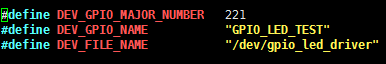 #define DEV_GPIO_MAJOR_NUMBER 221
#define DEV_GPIO_NAME "GPIO_LED_TEST"
#define DEV_FILE_NAME "/dev/gpio_led_driver"